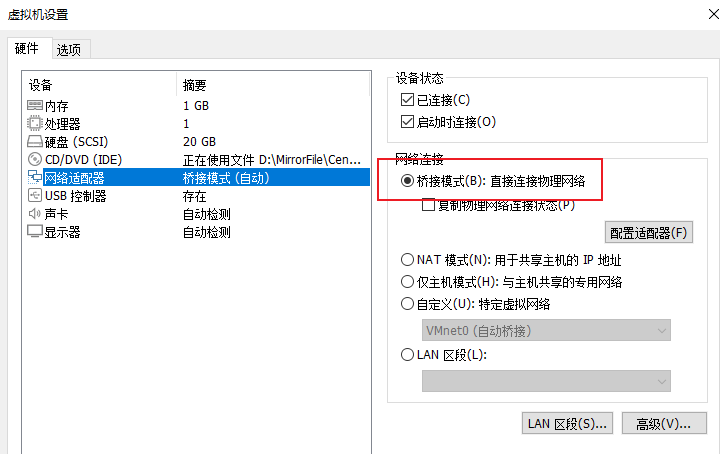 虚拟机设置
硬件 选项
设备 摘要
内存 1 GB
处理器 1
硬盘 (SCSI) 20 GB
CD/DVD (IDE) 正在使用文件 D:\MirrorFile\Cen...
网络适配器 桥接模式 (自动)
USB 控制器 存在
声卡 自动检测
显示器 自动检测
设备状态
已连接(C)
启动时连接(O)
网络连接
桥接模式(B): 直接连接物理网络
复制物理网络连接状态(P)
配置适配器(F)
NAT 模式(N): 用于共享主机的 IP 地址
仅主机模式(H): 与主机共享的专用网络
自定义(U): 特定虚拟网络
VMnet0 (自动桥接)
LAN 区段(L):
LAN 区段(S)... 高级(V)...